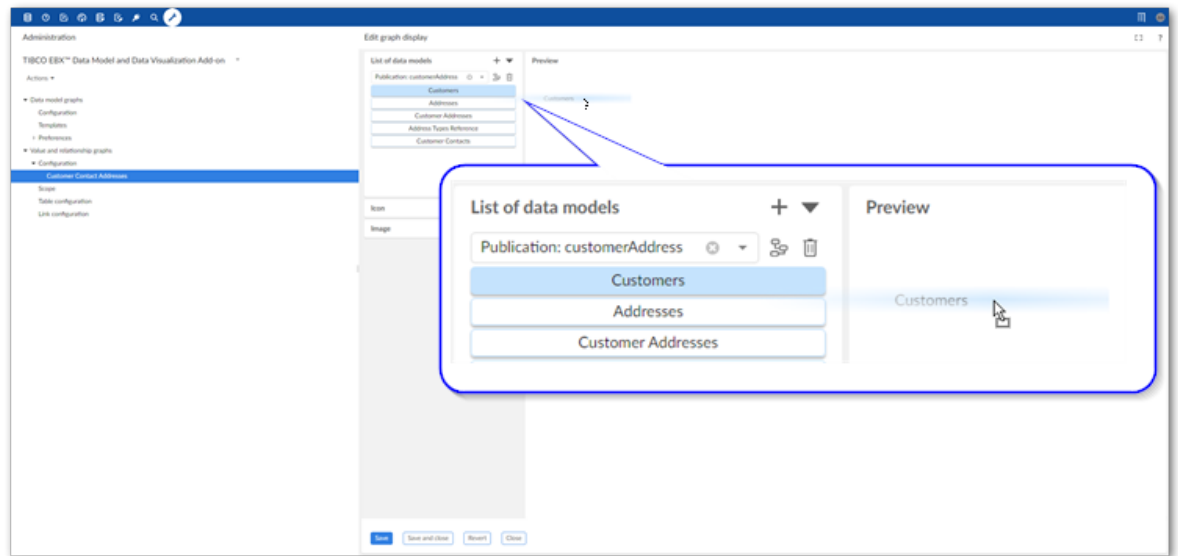 Administration
Edit graph display
?
TIBCO EBX™ Data Model and Data Visualization Add-on
Actions
Data model graphs
Configuration
Templates
Preferences
Value and relationship graphs
Configuration
Customer Contact Addresses
Scope
Table configuration
Link configuration
List of data models
Publication: customerAddress
Customers
Addresses
Customer Addresses
Address Types Reference
Customer Contacts
Icon
Image
Preview
Customers
List of data models
Publication: customerAddress
Customers
Addresses
Customer Addresses
Preview
Customers
Save
Save and close
Revert
Close